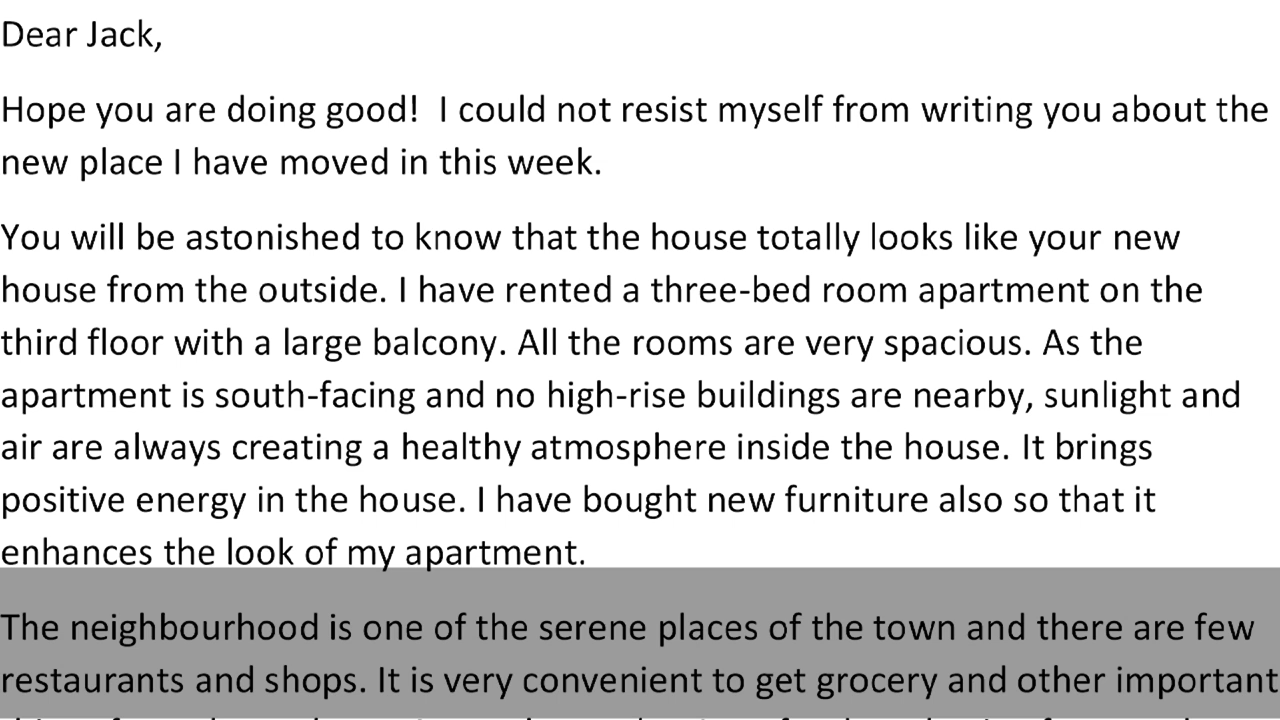 Dear Jack,
Hope you are doing good!  I could not resist myself from writing you about the
new place I have moved in this week.
You will be astonished to know that the house totally looks like your new
house from the outside. I have rented a three-bed room apartment on the
third floor with a large balcony. All the rooms are very spacious. As the
apartment is south-facing and no high-rise buildings are nearby, sunlight and
air are always creating a healthy atmosphere inside the house. It brings
positive energy in the house. I have bought new furniture also so that it
enhances the look of my apartment.
The neighbourhood is one of the serene places of the town and there are few
restaurants and shops. It is very convenient to get grocery and other important